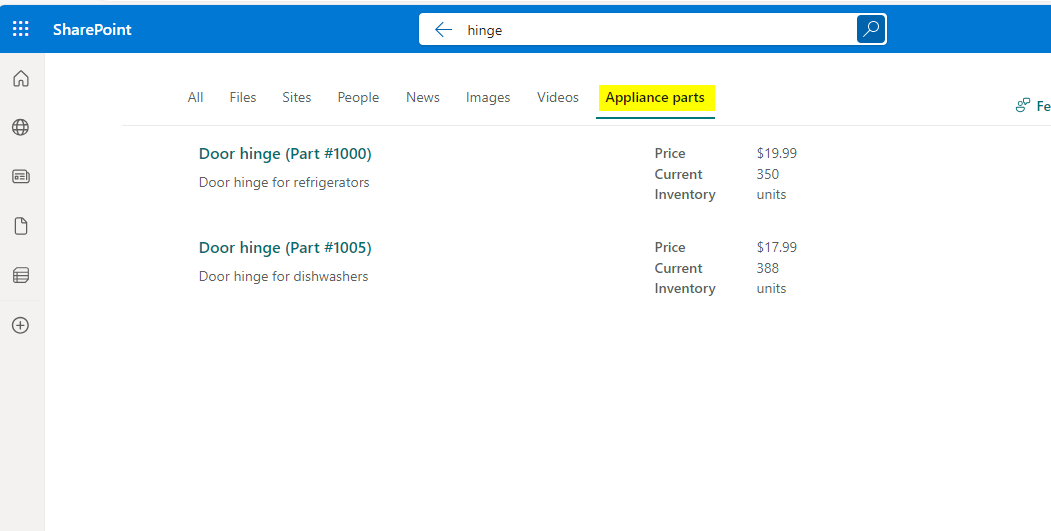 SharePoint
hinge
All Files Sites People News Images Videos Appliance parts
Fe
Door hinge (Part #1000)
Door hinge for refrigerators
Price $19.99
Current 350
Inventory units
Door hinge (Part #1005)
Door hinge for dishwashers
Price $17.99
Current 388
Inventory units